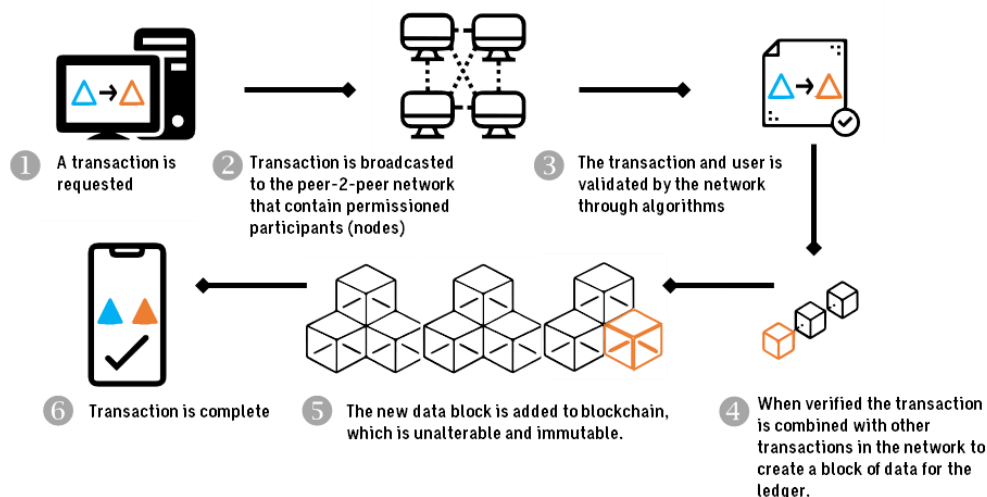 1 A transaction is
requested
2 Transaction is broadcasted
to the peer-2-peer network
that contain permissioned
participants (nodes)
3 The transaction and user is
validated by the network
through algorithms
4 When verified the transaction
is combined with other
transactions in the network to
create a block of data for the
ledger.
5 The new data block is added to blockchain,
which is unalterable and immutable.
6 Transaction is complete